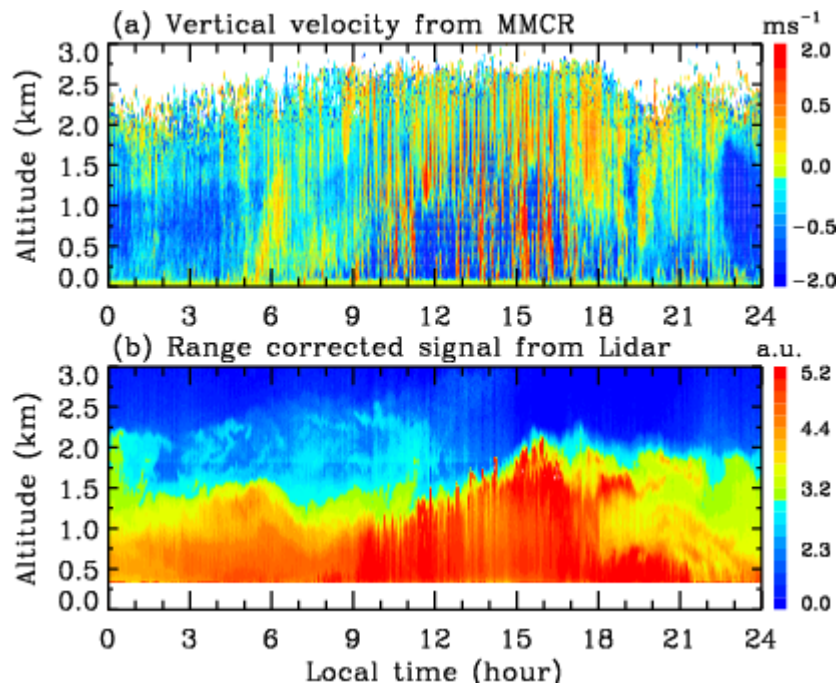 (a) Vertical velocity from MMCR
ms⁻¹
Altitude (km)
3.0
2.5
2.0
1.5
1.0
0.5
0.0
2.0
0.5
0.0
−0.5
−2.0
0 3 6 9 12 15 18 21 24
(b) Range corrected signal from Lidar
a.u.
Altitude (km)
3.0
2.5
2.0
1.5
1.0
0.5
0.0
5.2
4.5
3.2
2.3
0.0
0 3 6 9 12 15 18 21 24
Local time (hour)